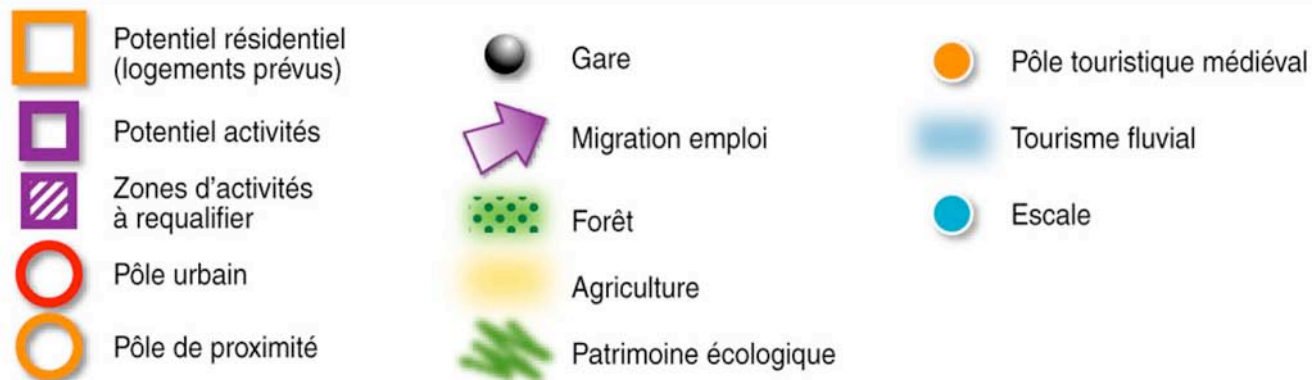 Potentiel résidentiel
(logements prévus)
Potentiel activités
Zones d'activités
à requalifier
Pôle urbain
Pôle de proximité
Gare
Migration emploi
Forêt
Agriculture
Patrimoine écologique
Pôle touristique médiéval
Tourisme fluvial
Escale